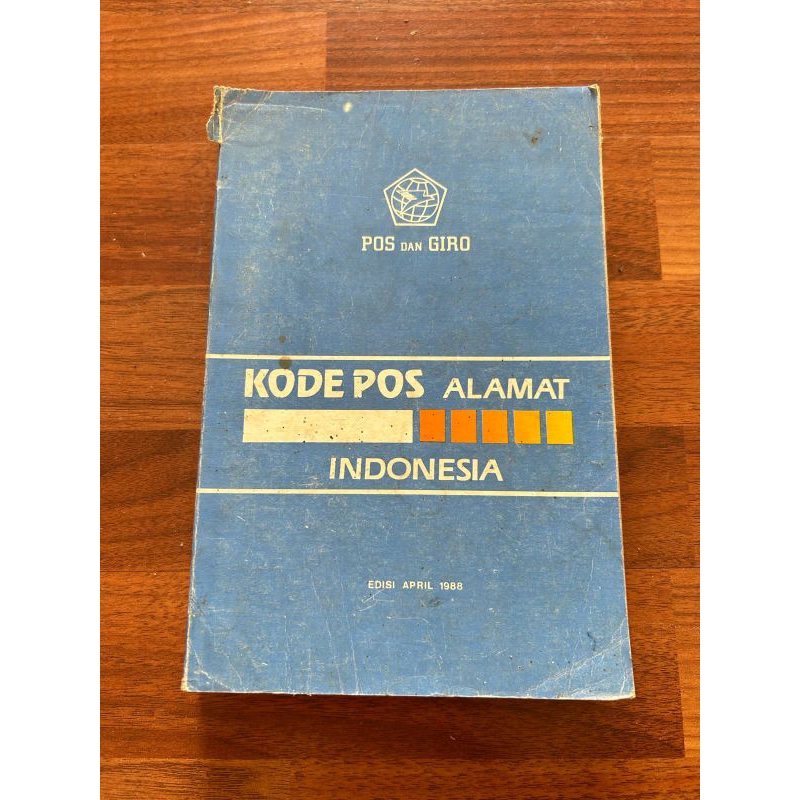 POS DAN GIRO
KODE POS ALAMAT
INDONESIA
EDISI APRIL 1988